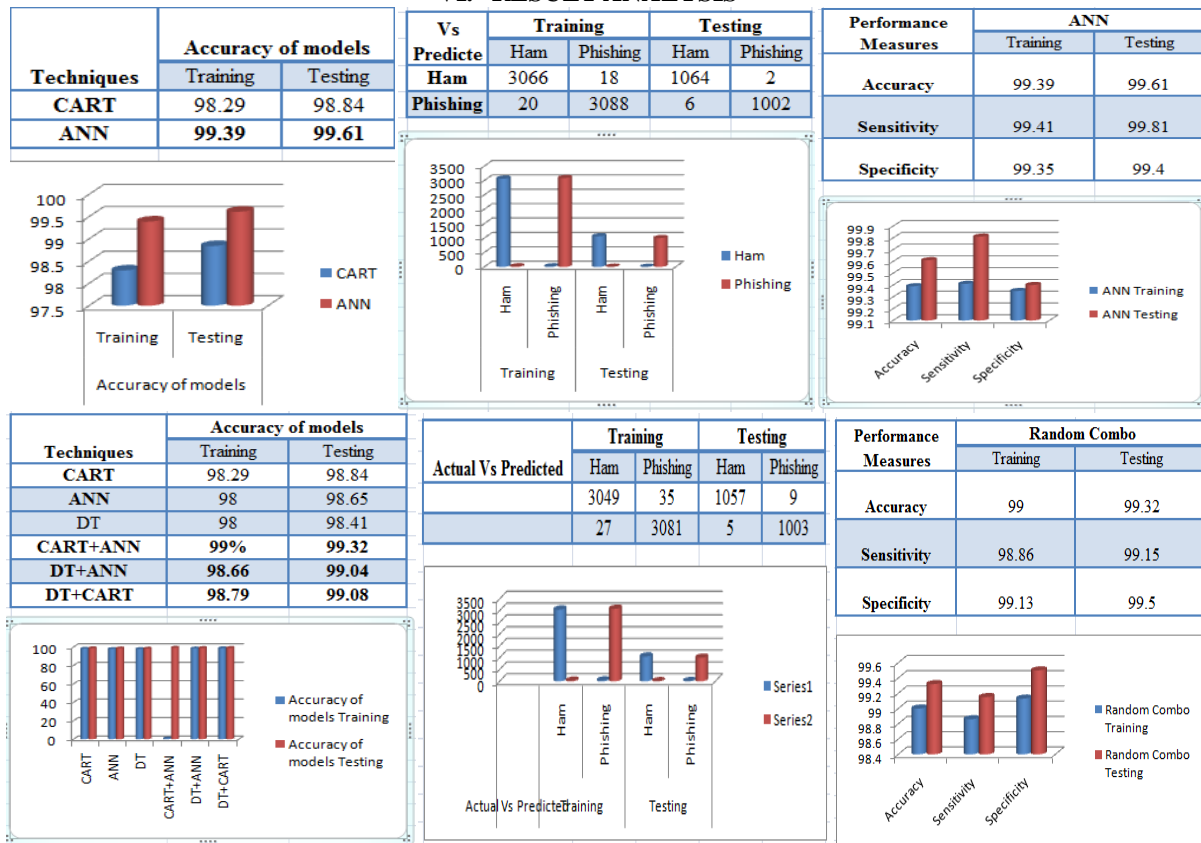 Techniques Accuracy of models
Training Testing
CART 98.29 98.84
ANN 99.39 99.61
100
99.5
99
98.5
98
97.5
Training Testing
Accuracy of models
CART
ANN
Vs
Predicte
Training Testing
Ham Phishing Ham Phishing
Ham 3066 18 1064 2
Phishing 20 3088 6 1002
3500
3000
2500
2000
1500
1000
500
0
Ham Phishing Ham Phishing
Training Testing
Ham
Phishing
Performance
Measures
ANN
Training Testing
Accuracy 99.39 99.61
Sensitivity 99.41 99.81
Specificity 99.35 99.4
99.9
99.8
99.7
99.6
99.5
99.4
99.3
99.2
99.1
Accuracy Sensitivity Specificity
ANN Training
ANN Testing
Techniques Accuracy of models
Training Testing
CART 98.29 98.84
ANN 98 98.65
DT 98 98.41
CART+ANN 99% 99.32
DT+ANN 98.66 99.04
DT+CART 98.79 99.08
100
80
60
40
20
0
CART ANN DT CART+ANN DT+ANN DT+CART
Accuracy of
models Training
Accuracy of
models Testing
Actual Vs Predicted Training Testing
Ham Phishing Ham Phishing
3049 35 1057 9
27 3081 5 1003
3500
3000
2500
2000
1500
1000
500
0
Ham Phishing Ham Phishing
Actual Vs Predicted Training Testing
Series1
Series2
Performance
Measures
Random Combo
Training Testing
Accuracy 99 99.32
Sensitivity 98.86 99.15
Specificity 99.13 99.5
99.6
99.4
99.2
99
98.8
98.6
98.4
Accuracy Sensitivity Specificity
Random Combo
Training
Random Combo
Testing